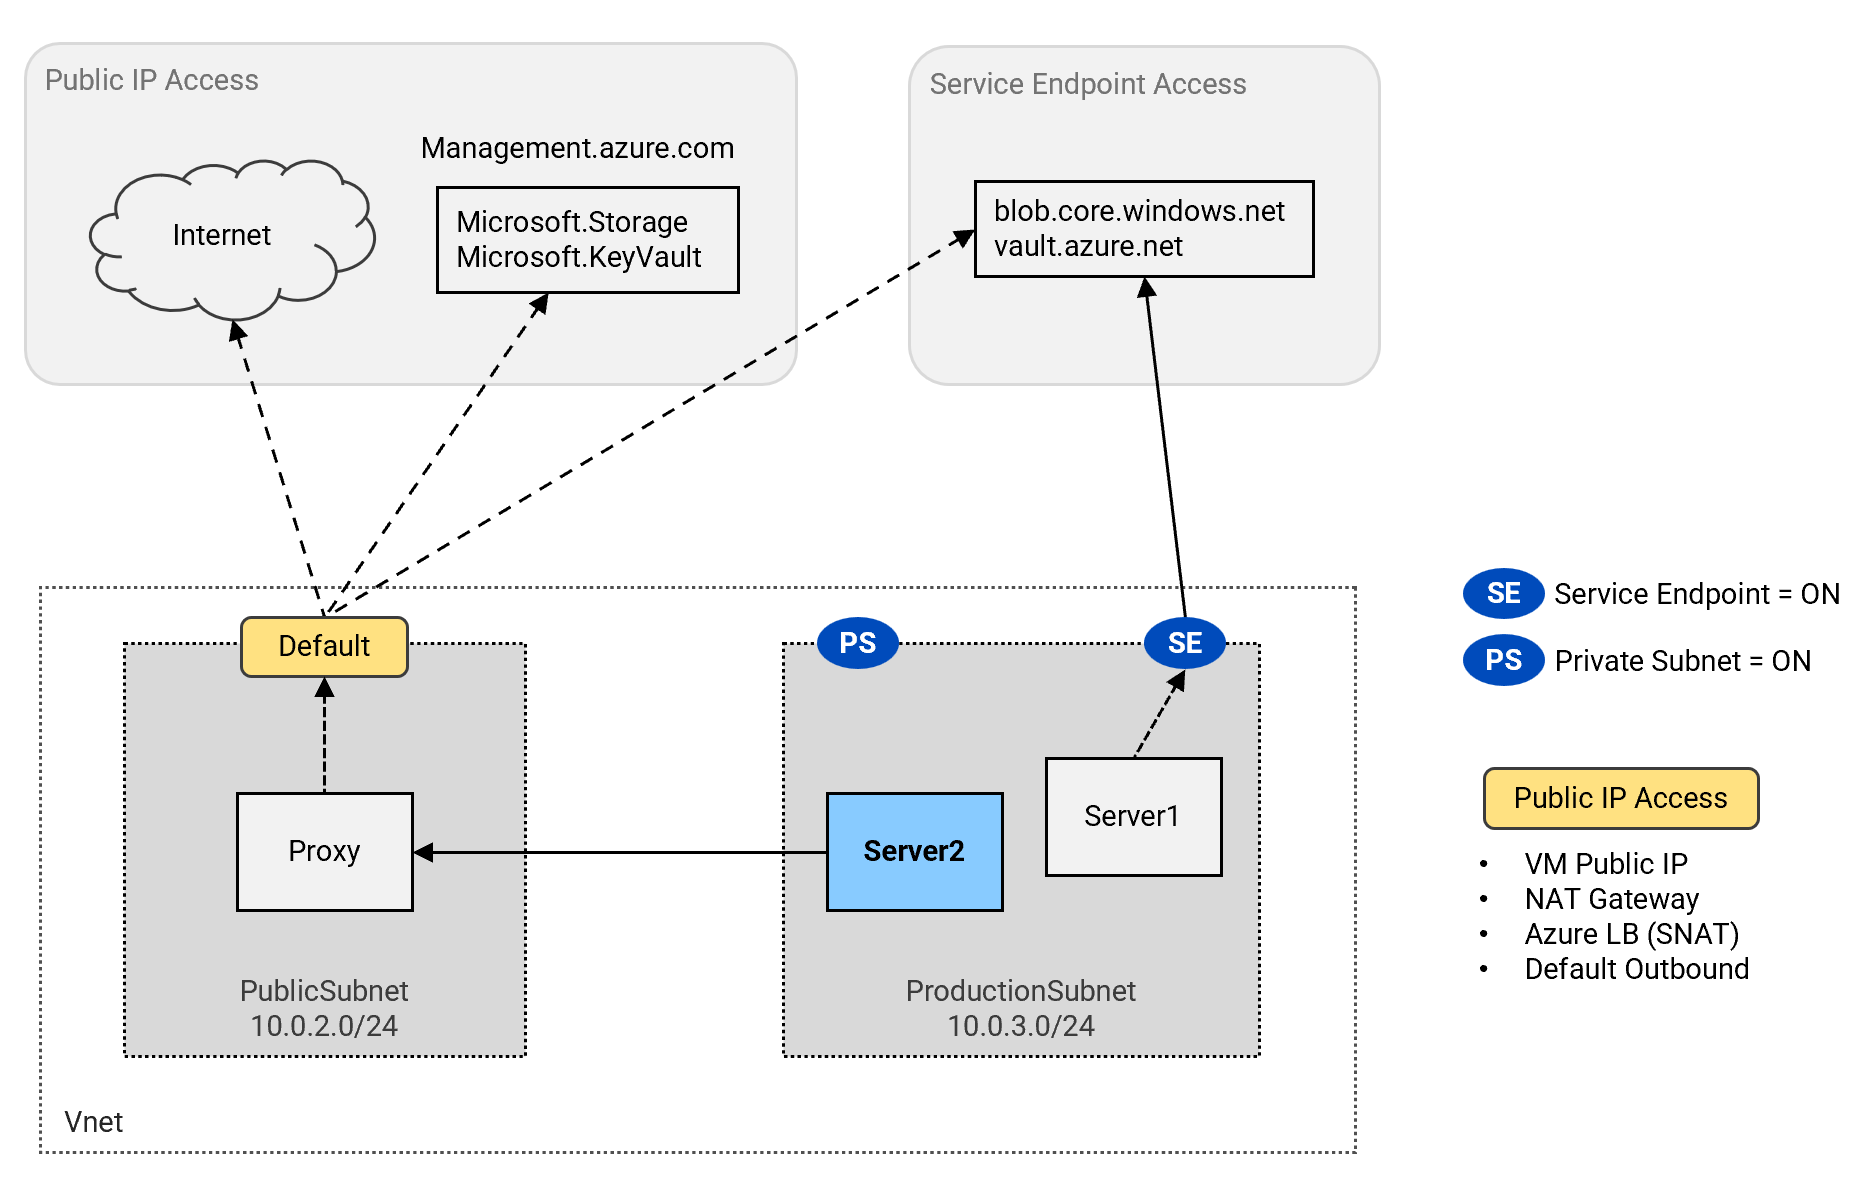 Public IP Access
Service Endpoint Access
Management.azure.com
Internet
Microsoft.Storage
Microsoft.KeyVault
blob.core.windows.net
vault.azure.net
Default
PS
SE
Proxy
Server2
Server1
PublicSubnet
10.0.2.0/24
ProductionSubnet
10.0.3.0/24
Vnet
SE Service Endpoint = ON
PS Private Subnet = ON
Public IP Access
• VM Public IP
• NAT Gateway
• Azure LB (SNAT)
• Default Outbound